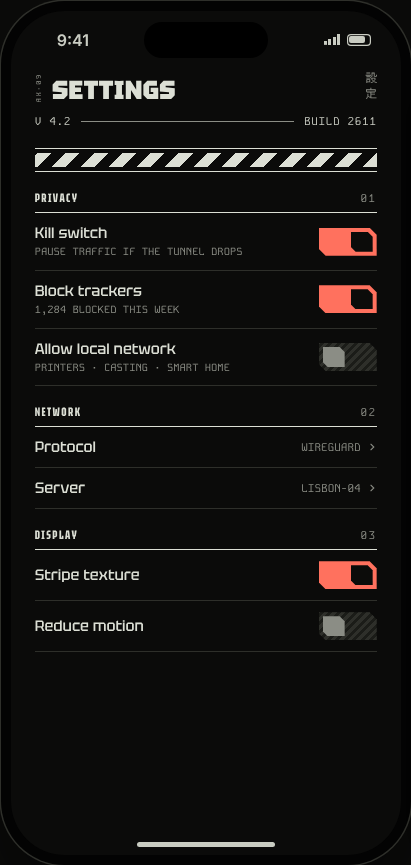 9:41
RK-09
SETTINGS
設定
V 4.2
BUILD 2611
PRIVACY
01
Kill switch
PAUSE TRAFFIC IF THE TUNNEL DROPS
Block trackers
1,284 BLOCKED THIS WEEK
Allow local network
PRINTERS · CASTING · SMART HOME
NETWORK
02
Protocol
WIREGUARD >
Server
LISBON-04 >
DISPLAY
03
Stripe texture
Reduce motion